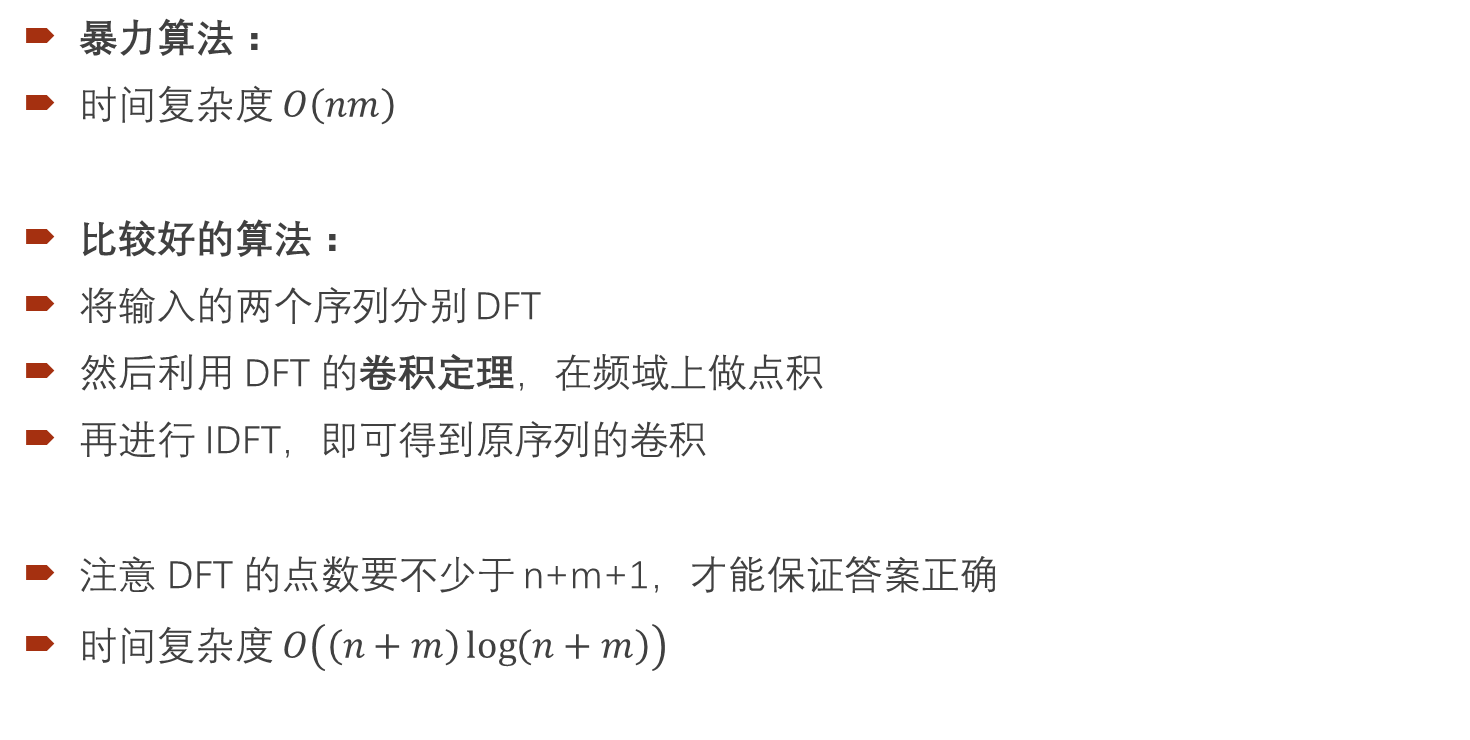 暴力算法：
时间复杂度 O(nm)
比较好的算法：
将输入的两个序列分别 DFT
然后利用 DFT 的卷积定理，在频域上做点积
再进行 IDFT，即可得到原序列的卷积
注意 DFT 的点数要不少于 n+m+1，才能保证答案正确
时间复杂度 O((n + m) log(n + m))